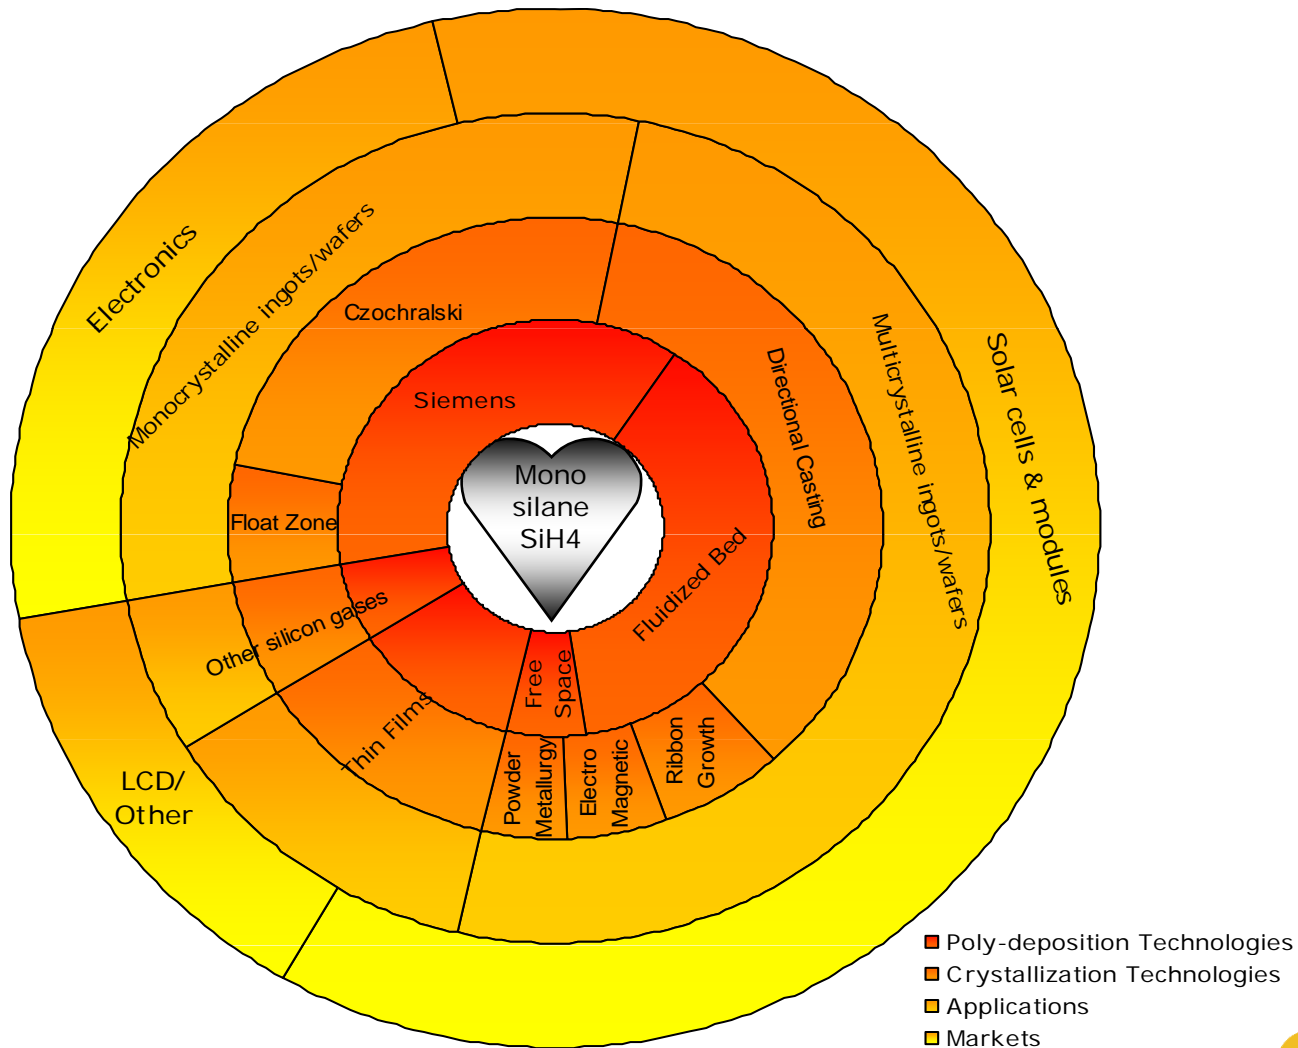 Electronics
Monocrystalline ingots/wafers
Czochralski
Siemens
Mono
silane
SiH4
Float Zone
Other silicon gases
Thin Films
Free
Space
Fluidized Bed
Directional Casting
Multicrystalline ingots/wafers
Solar cells & modules
Powder
Metallurgy
Electro
Magnetic
Ribbon
Growth
LCD/
Other
Poly-deposition Technologies
Crystallization Technologies
Applications
Markets